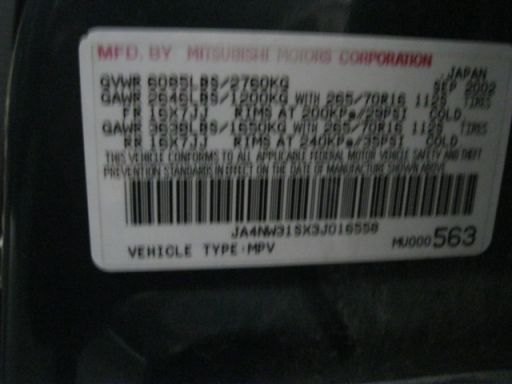 MFD. BY MITSUBISHI MOTORS CORPORATION
JAPAN
GVWR 6085LBS/2760KG SEP 2002
GAWR 2646LBS/1200KG WITH 265/70R16 112S TIRES
FR 16X7JJ RIMS AT 200KPa/29PSI COLD
GAWR 3638LBS/1650KG WITH 265/70R16 112S TIRES
RR 16X7JJ RIMS AT 240KPa/35PSI COLD
THIS VEHICLE CONFORMS TO ALL APPLICABLE FEDERAL MOTOR VEHICLE SAFETY AND THEFT
PREVENTION STANDARDS IN EFFECT ON THE DATE OF MANUFACTURE SHOWN ABOVE.
JA4NW31SX3J016558
VEHICLE TYPE:MPV MU000563